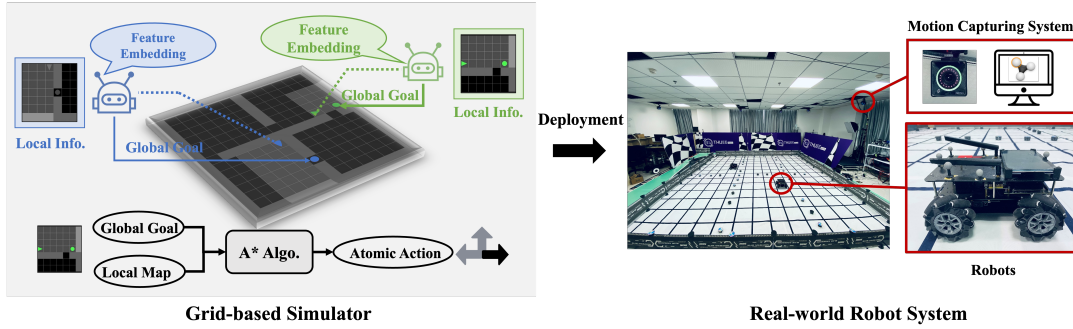 Feature
Embedding
Local Info.
Global Goal
Feature
Embedding
Global Goal
Local Info.
Global Goal
Local Map
A* Algo.
Atomic Action
Grid-based Simulator
Deployment
Motion Capturing System
Robots
Real-world Robot System